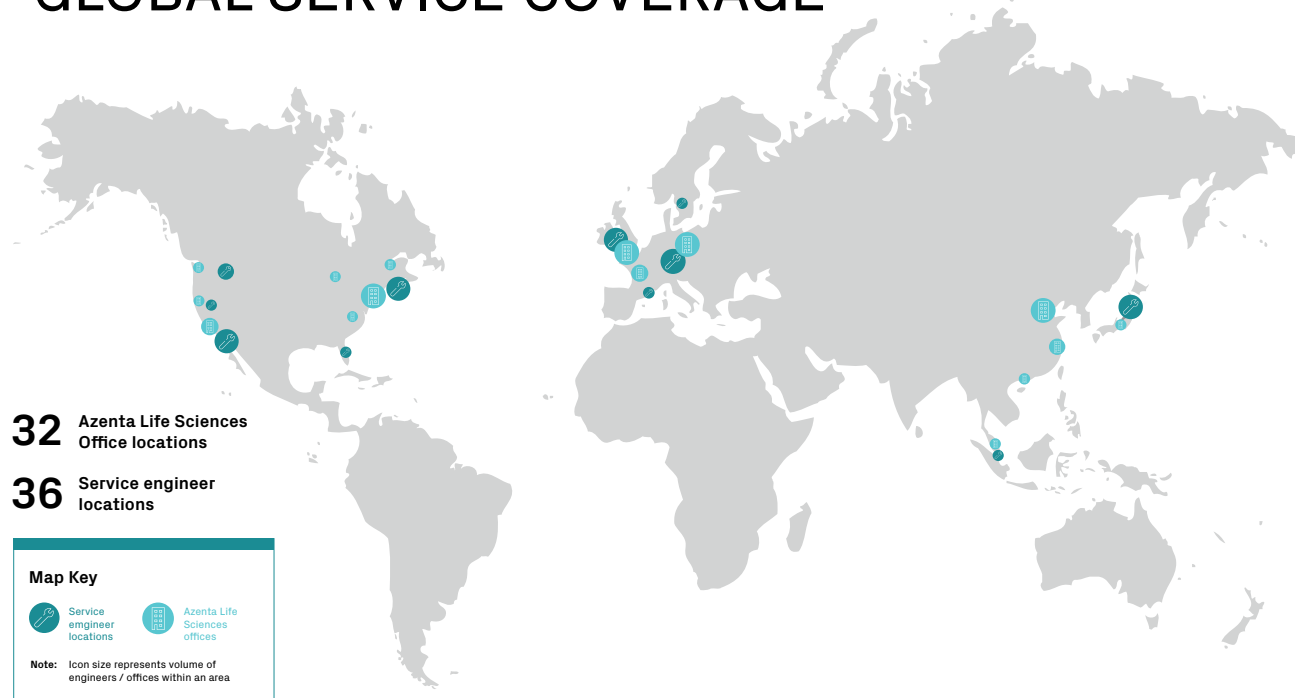 GLOBAL SERVICE COVERAGE
32 Azenta Life Sciences
Office locations
36 Service engineer
locations
Map Key
Service
emgineer
locations
Azenta Life
Sciences
offices
Note: Icon size represents volume of
engineers / offices within an area